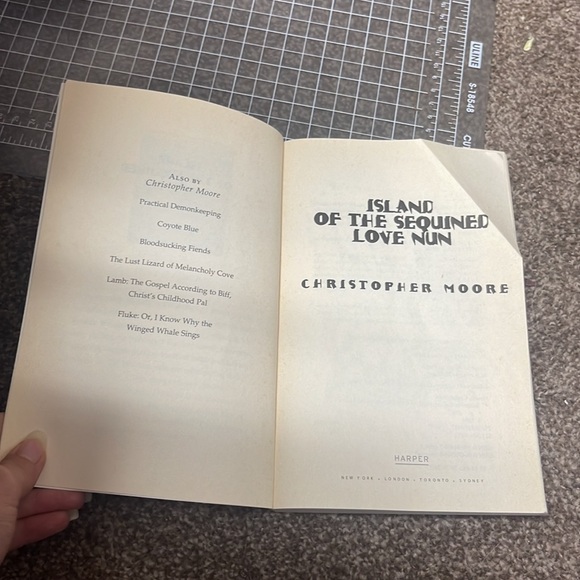 ULINE
S-18548
CU
ALSO BY
Christopher Moore
Practical Demonkeeping
Coyote Blue
Bloodsucking Fiends
The Lust Lizard of Melancholy Cove
Lamb: The Gospel According to Biff,
Christ's Childhood Pal
Fluke: Or, I Know Why the
Winged Whale Sings
ISLAND
OF THE SEQUINED
LOVE NUN
CHRISTOPHER MOORE
HARPER
NEW YORK • LONDON • TORONTO • SYDNEY